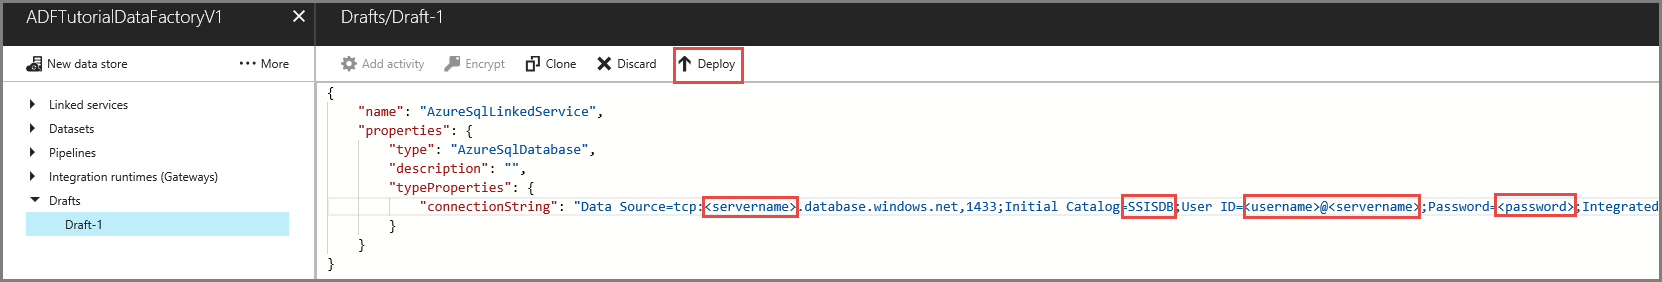 ADFTutorialDataFactoryV1
Drafts/Draft-1
New data store
More
Add activity
Encrypt
Clone
Discard
Deploy
Linked services
Datasets
Pipelines
Integration runtimes (Gateways)
Drafts
Draft-1
{
"name": "AzureSqlLinkedService",
"properties": {
"type": "AzureSqlDatabase",
"description": "",
"typeProperties": {
"connectionString": "Data Source=tcp:<servername>.database.windows.net,1433;Initial Catalog=SSISDB;User ID=<username>@<servername>;Password=<password>;Integrated
}
}
}